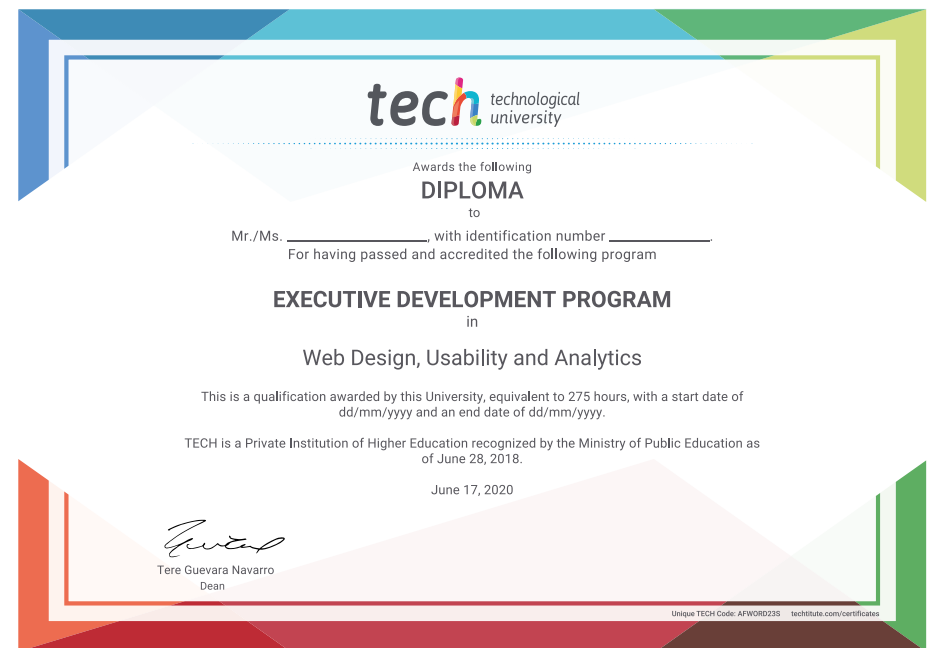 tech technological
university
Awards the following
DIPLOMA
to
Mr./Ms. ____________, with identification number _________.
For having passed and accredited the following program
EXECUTIVE DEVELOPMENT PROGRAM
in
Web Design, Usability and Analytics
This is a qualification awarded by this University, equivalent to 275 hours, with a start date of
dd/mm/yyyy and an end date of dd/mm/yyyy.
TECH is a Private Institution of Higher Education recognized by the Ministry of Public Education as
of June 28, 2018.
June 17, 2020
Tere Guevara Navarro
Dean
Unique TECH Code: AFWORD23S techtitute.com/certificates